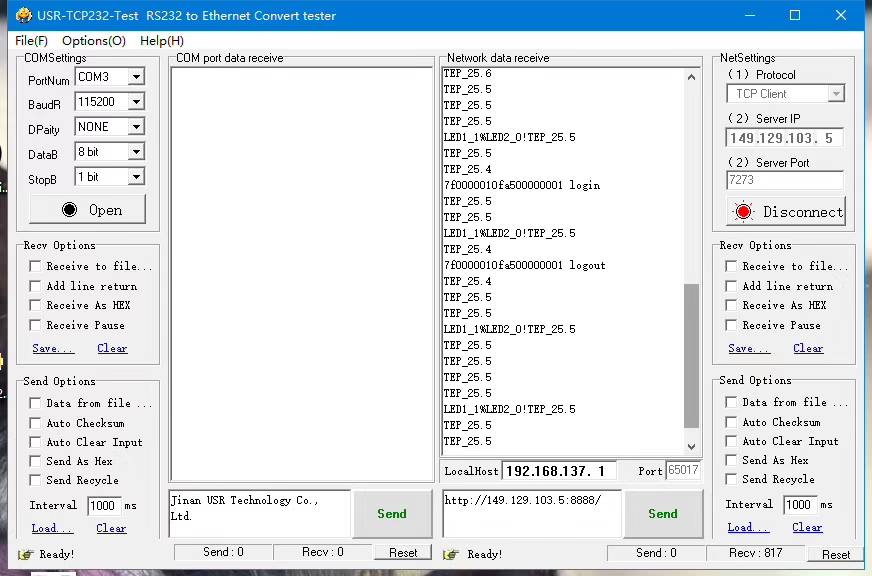 USR-TCP232-Test RS232 to Ethernet Convert tester
File(F) Options(O) Help(H)
COMSettings
PortNum COM3
BaudR 115200
DPaity NONE
DataB 8 bit
StopB 1 bit
Open
Recv Options
Receive to file...
Add line return
Receive As HEX
Receive Pause
Save... Clear
Send Options
Data from file ...
Auto Checksum
Auto Clear Input
Send As Hex
Send Recycle
Interval 1000 ms
Load... Clear
Ready!
COM port data receive
Jinan USR Technology Co.,
Ltd.
Send
Send : 0 Recv : 0 Reset
Network data receive
TEP_25.6
TEP_25.5
TEP_25.5
TEP_25.5
LED1_1%LED2_0!TEP_25.5
TEP_25.5
TEP_25.4
7f0000010fa500000001 login
TEP_25.5
TEP_25.5
LED1_1%LED2_0!TEP_25.5
TEP_25.4
7f0000010fa500000001 logout
TEP_25.4
TEP_25.5
TEP_25.5
LED1_1%LED2_0!TEP_25.5
TEP_25.5
TEP_25.5
TEP_25.5
TEP_25.5
LED1_1%LED2_0!TEP_25.5
TEP_25.5
TEP_25.5
LocalHost 192.168.137. 1 Port 65017
http://149.129.103.5:8888/
Send
Ready!
Send : 0 Recv : 817 Reset
NetSettings
(1) Protocol
TCP Client
(2) Server IP
149.129.103. 5
(2) Server Port
7273
Disconnect
Recv Options
Receive to file...
Add line return
Receive As HEX
Receive Pause
Save... Clear
Send Options
Data from file ...
Auto Checksum
Auto Clear Input
Send As Hex
Send Recycle
Interval 1000 ms
Load... Clear